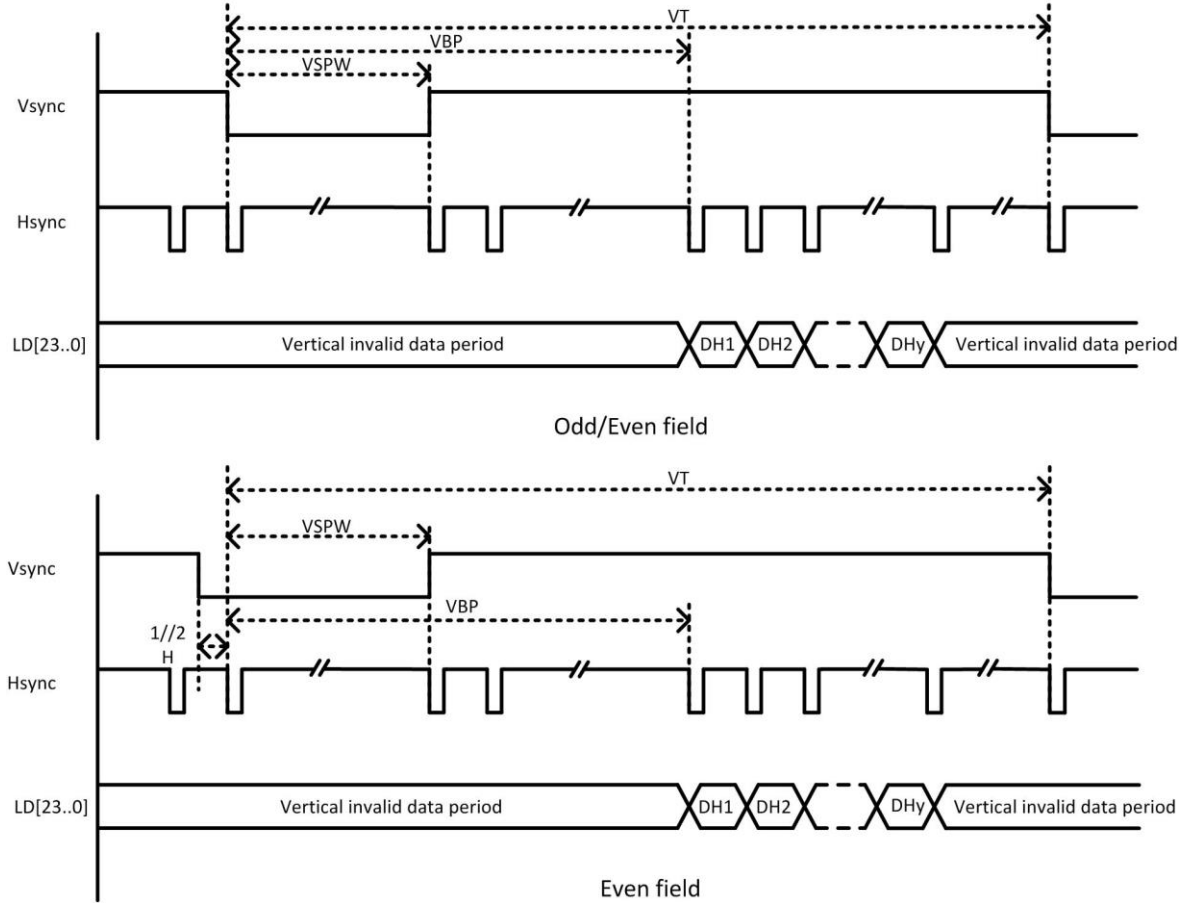 VT
VBP
VSPW
Vsync
Hsync
LD[23..0]
Vertical invalid data period
DH1
DH2
DHy
Vertical invalid data period
Odd/Even field
VT
VSPW
Vsync
VBP
1//2
H
Hsync
LD[23..0]
Vertical invalid data period
DH1
DH2
DHy
Vertical invalid data period
Even field